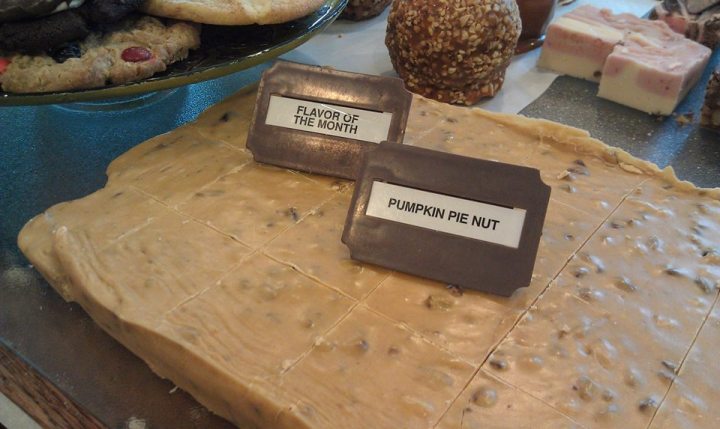 FLAVOR OF
THE MONTH
PUMPKIN PIE NUT